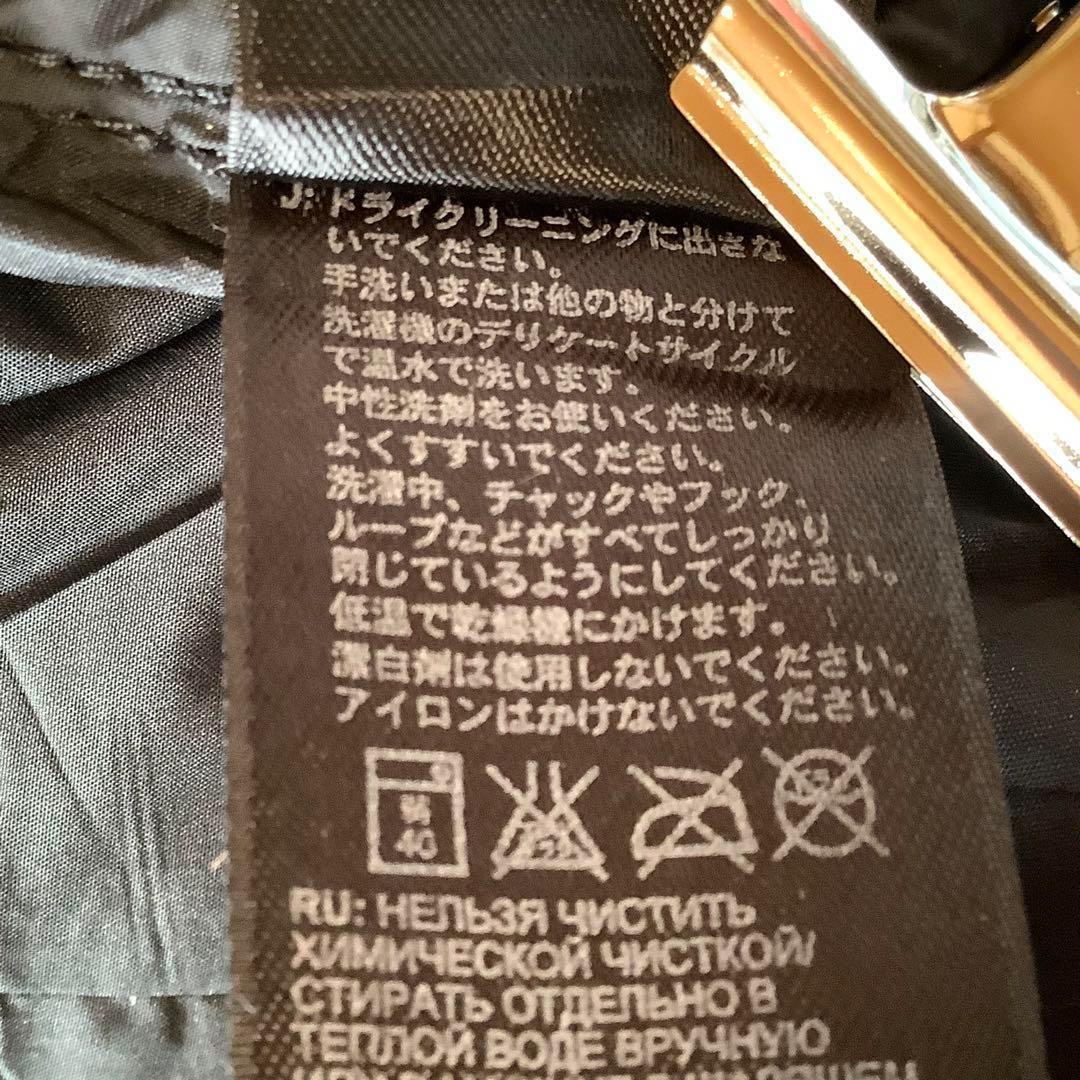 J: ドライクリーニングに出さな
いでください。
手洗いまたは他の物と分けて
洗濯機のデリケートサイクル
で温水で洗います。
中性洗剤をお使いください。
よくすすいでください。
洗濯中、チャックやフック、
ループなどがすべてしっかり
閉じているようにしてください。
低温で乾燥機にかけます。
漂白剤は使用しないでください。
アイロンはかけないでください。
弱
40
RU: НЕЛЬЗЯ ЧИСТИТЬ
ХИМИЧЕСКОЙ ЧИСТКОЙ/
СТИРАТЬ ОТДЕЛЬНО В
ТЕПЛОЙ ВОДЕ ВРУЧНУЮ